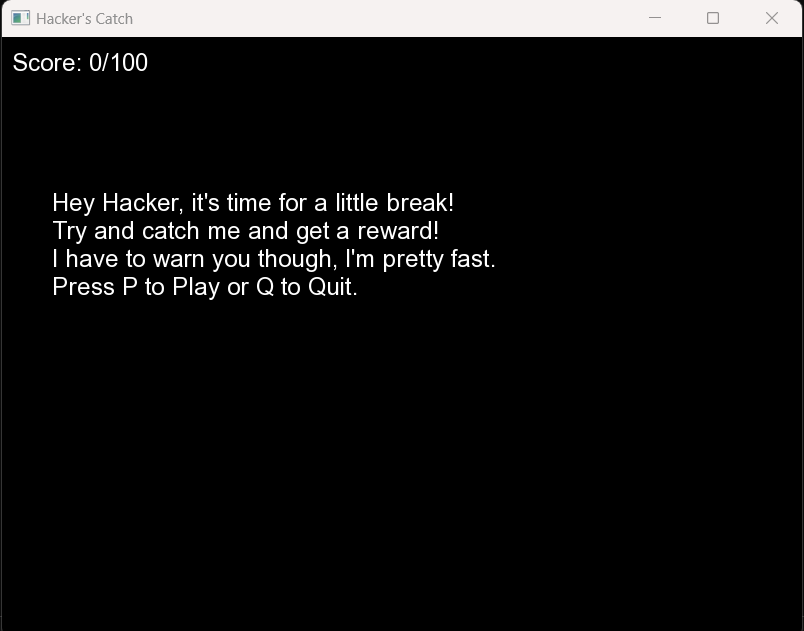 Hacker's Catch
Score: 0/100
Hey Hacker, it's time for a little break!
Try and catch me and get a reward!
I have to warn you though, I'm pretty fast.
Press P to Play or Q to Quit.